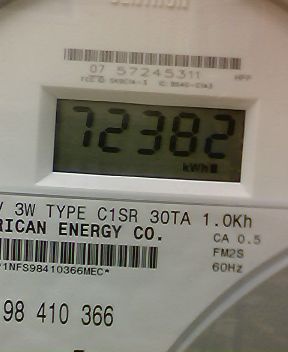 07 57245311
72382
kWh
V 3W TYPE C1SR 30TA 1.0Kh
RICAN ENERGY CO.
CA 0.5
FM2S
60Hz
1NFS98410366MEC*
98 410 366